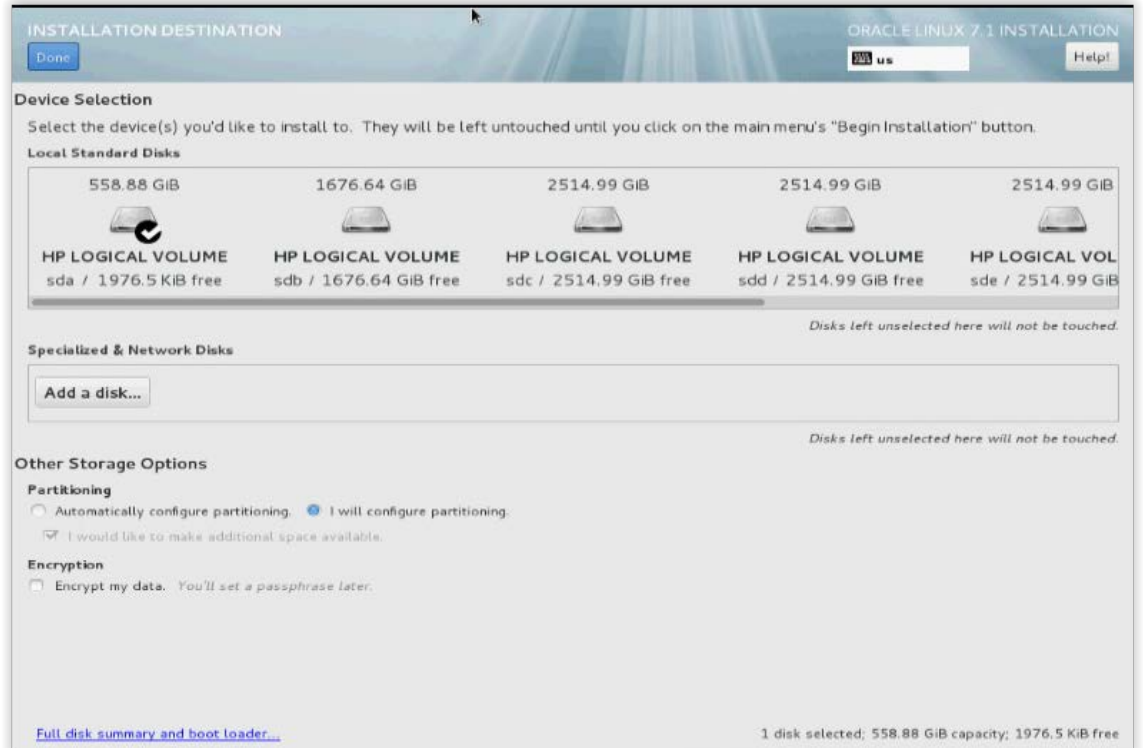 INSTALLATION DESTINATION
ORACLE LINUX 7.1 INSTALLATION
Done
us
Help!
Device Selection
Select the device(s) you'd like to install to. They will be left untouched until you click on the main menu's "Begin Installation" button.
Local Standard Disks
558.88 GiB
HP LOGICAL VOLUME
sda / 1976.5 KiB free
1676.64 GiB
HP LOGICAL VOLUME
sdb / 1676.64 GiB free
2514.99 GiB
HP LOGICAL VOLUME
sdc / 2514.99 GiB free
2514.99 GiB
HP LOGICAL VOLUME
sdd / 2514.99 GiB free
2514.99 GiB
HP LOGICAL VOL
sde / 2514.99 GiB
Disks left unselected here will not be touched.
Specialized & Network Disks
Add a disk...
Disks left unselected here will not be touched.
Other Storage Options
Partitioning
Automatically configure partitioning. I will configure partitioning.
I would like to make additional space available.
Encryption
Encrypt my data. You'll set a passphrase later.
Full disk summary and boot loader...
1 disk selected; 558.88 GiB capacity; 1976.5 KiB free